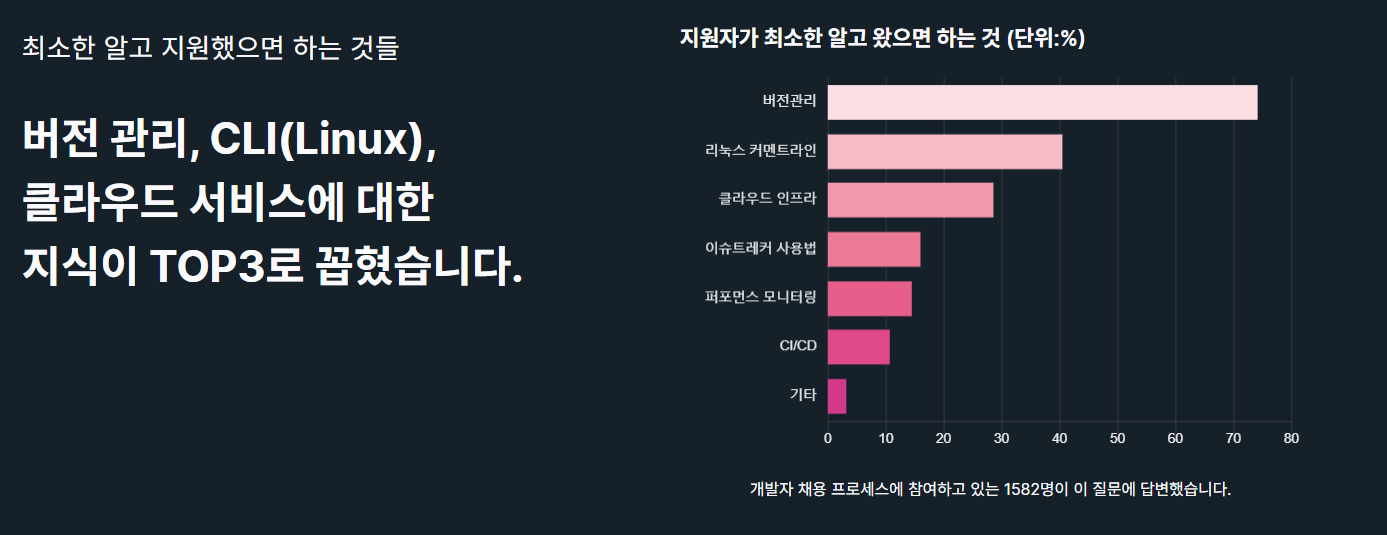 최소한 알고 지원했으면 하는 것들
버전 관리, CLI(Linux),
클라우드 서비스에 대한
지식이 TOP3로 꼽혔습니다.
지원자가 최소한 알고 왔으면 하는 것 (단위:%)
버전관리
리눅스 커멘트라인
클라우드 인프라
이슈트레커 사용법
퍼포먼스 모니터링
CI/CD
기타
0 10 20 30 40 50 60 70 80
개발자 채용 프로세스에 참여하고 있는 1582명이 이 질문에 답변했습니다.